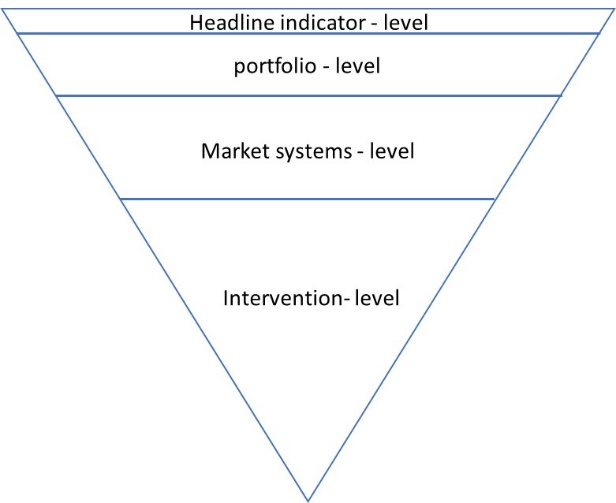 Headline indicator - level
portfolio - level
Market systems - level
Intervention- level